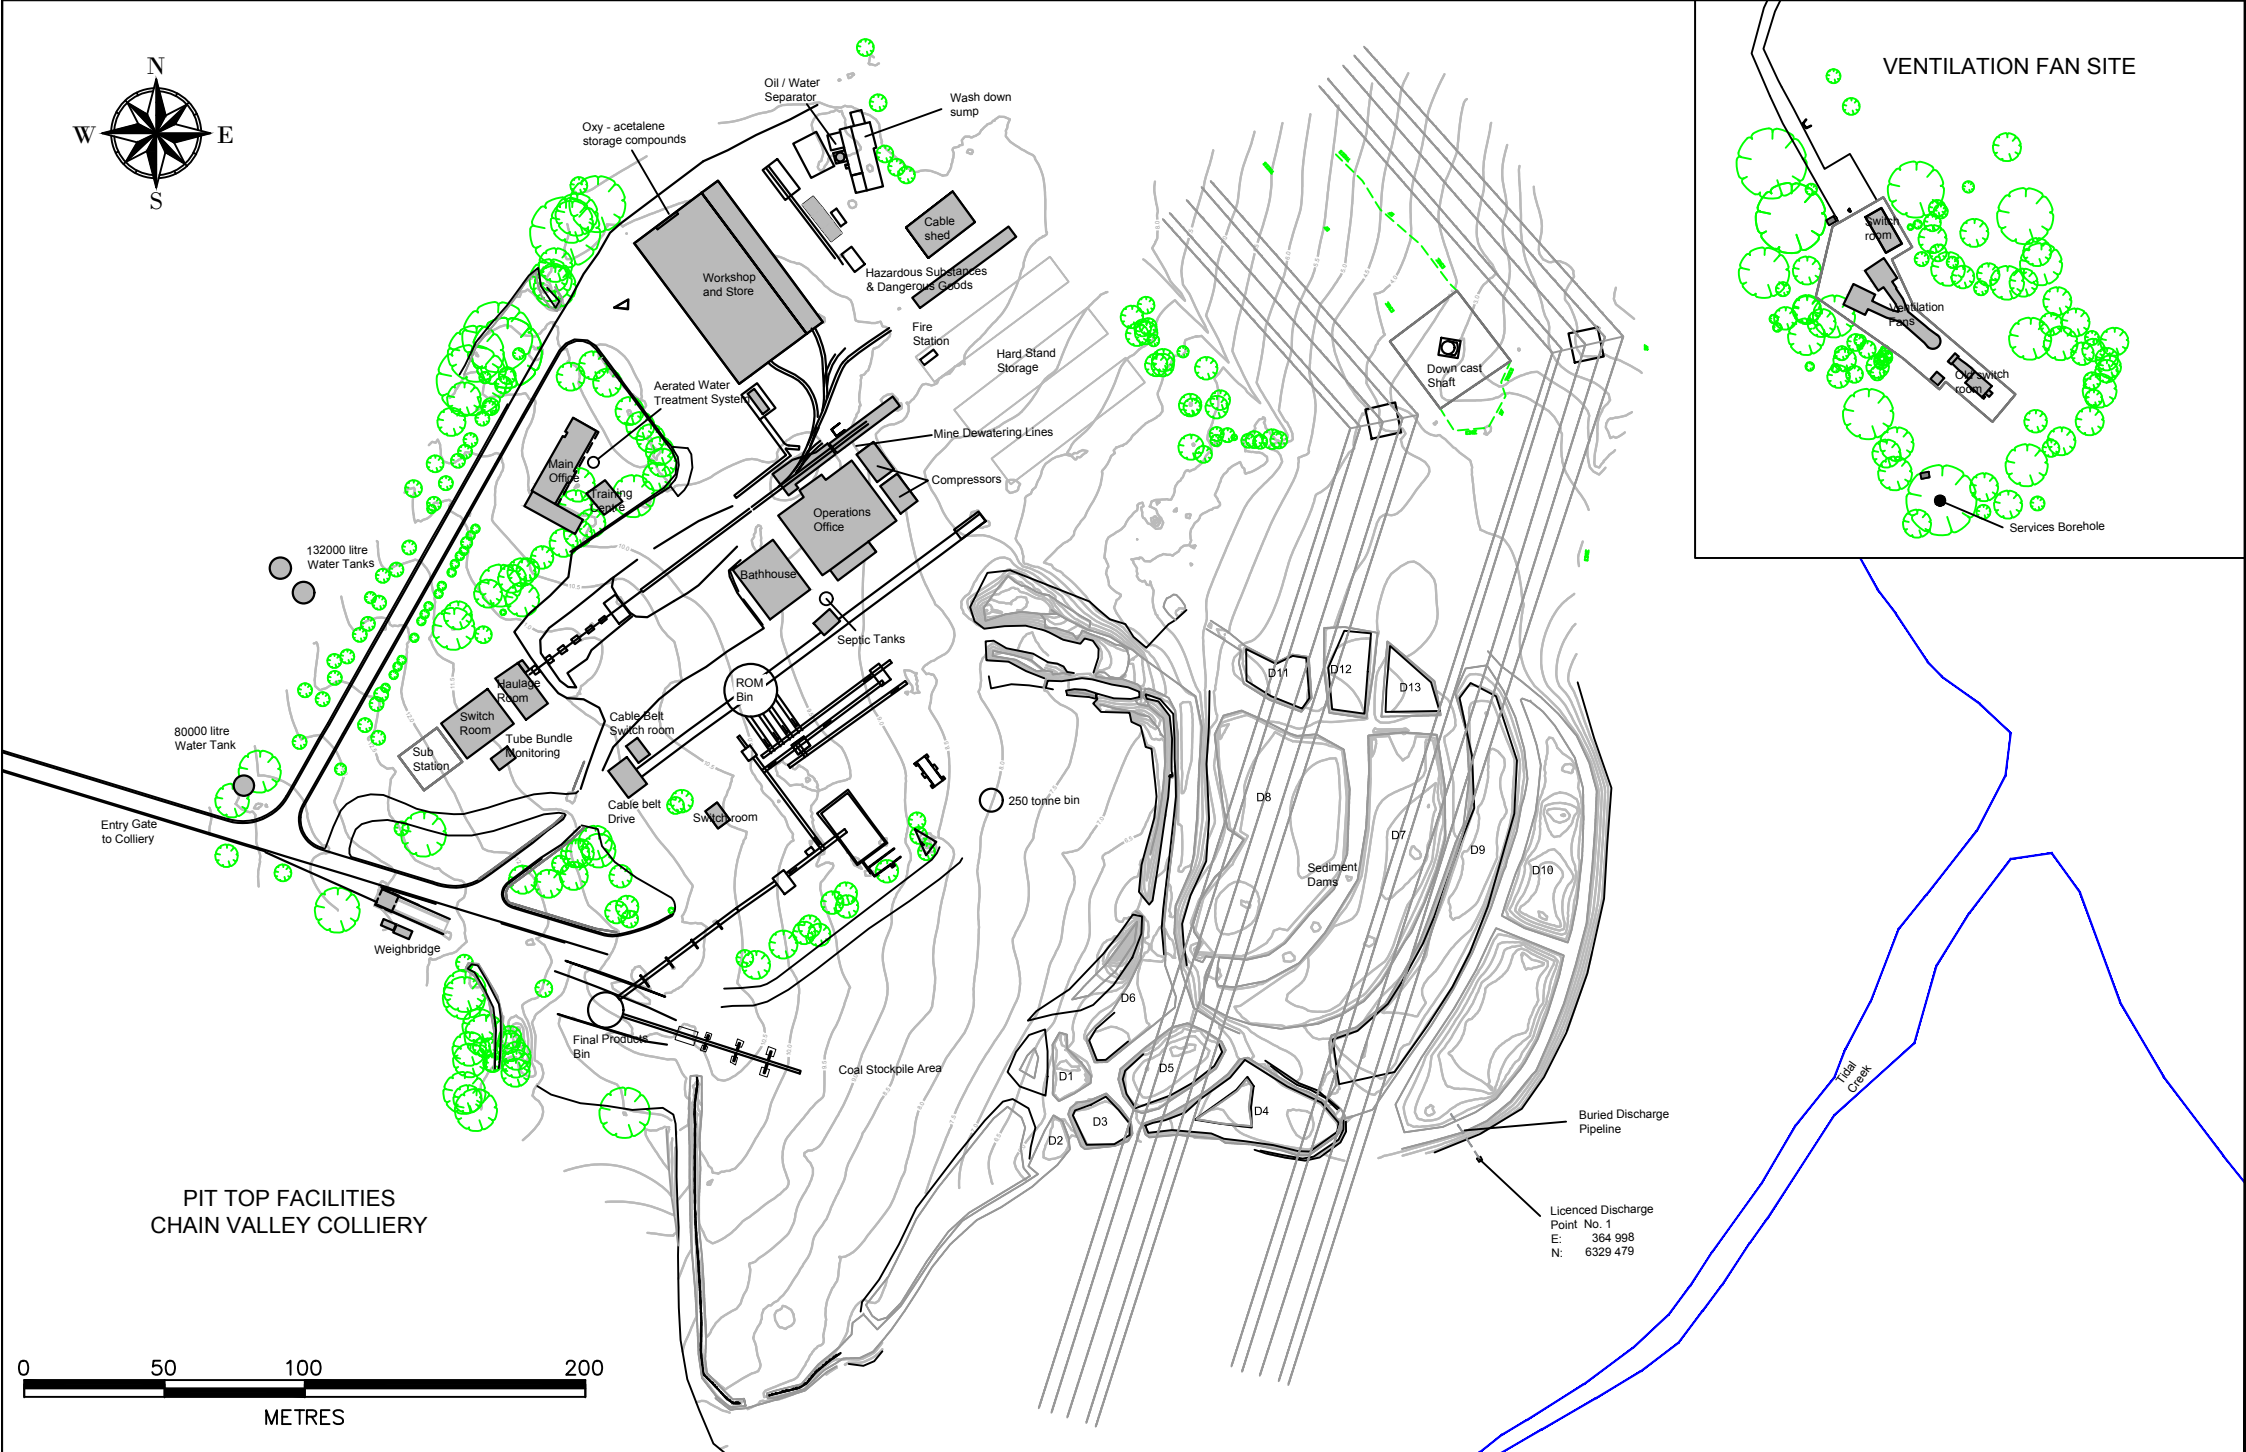 VENTILATION FAN SITE
N
W
E
S
Oil / Water
Separator
Wash down
sump
Oxy - acetalene
storage compounds
Cable
shed
Switch
room
Workshop
and Store
Hazardous Substances
& Dangerous Goods
Ventilation
Fans
Fire
Station
Hard Stand
Storage
Down cast
Shaft
Old switch
room
Aerated Water
Treatment System
Mine Dewatering Lines
Main
Office
Training
Centre
Compressors
Operations
Office
Services Borehole
132000 litre
Water Tanks
Bathhouse
Septic Tanks
Haulage
Room
ROM
Bin
D11
D12
D13
Switch
Room
Cable Belt
Switch room
80000 litre
Water Tank
Sub
Station
Tube Bundle
Monitoring
Cable belt
Drive
Switch room
250 tonne bin
D8
D7
D9
D10
Entry Gate
to Colliery
Sediment
Dams
Weighbridge
D6
Final Products
Bin
Coal Stockpile Area
D1
D5
D4
D3
D2
Tidal
Creek
Buried Discharge
Pipeline
Licenced Discharge
Point No. 1
E: 364 998
N: 6329 479
PIT TOP FACILITIES
CHAIN VALLEY COLLIERY
0 50 100 200
METRES